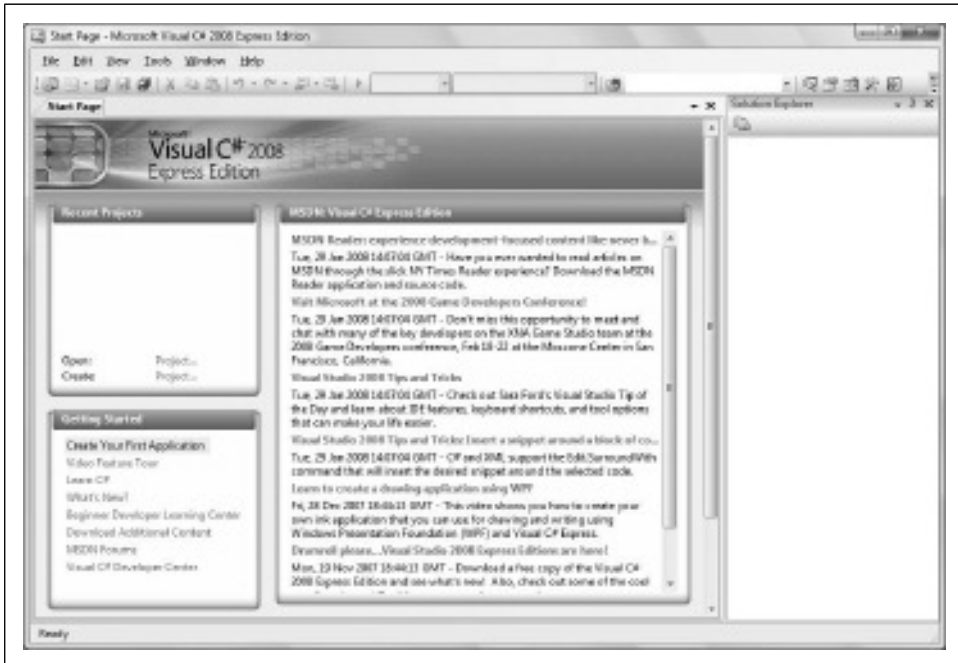 Start Page - Microsoft Visual C# 2008 Express Edition
File Edit View Tools Window Help
Start Page
Solution Explorer
Microsoft
Visual C# 2008
Express Edition
Recent Projects
Open: Project...
Create: Project...
Getting Started
Create Your First Application
Video Feature Tour
Learn C#
What's New?
Beginner Developer Learning Center
Download Additional Content
MSDN Forums
Visual C# Developer Center
MSDN: Visual C# Express Edition
MSDN Reader: experience development-focused content like never b...
Tue, 29 Jan 2008 14:07:04 GMT - Have you ever wanted to read articles on
MSDN through the slick NY Times Reader experience? Download the MSDN
Reader application and source code.
Visit Microsoft at the 2008 Game Developers Conference!
Tue, 29 Jan 2008 14:07:04 GMT - Don't miss this opportunity to meet and
chat with many of the key developers on the XNA Game Studio team at the
2008 Game Developers conference, Feb 18-22 at the Moscone Center in San
Francisco, California.
Visual Studio 2008 Tips and Tricks
Tue, 29 Jan 2008 14:07:04 GMT - Check out Sara Ford's Visual Studio Tip of
the Day and learn about IDE features, keyboard shortcuts, and tool options
that can make your life easier.
Visual Studio 2008 Tips and Tricks: Insert a snippet around a block of co...
Tue, 29 Jan 2008 14:07:04 GMT - C# and XML support the Edit.SurroundWith
command that will insert the desired snippet around the selected code.
Learn to create a drawing application using WPF
Fri, 28 Dec 2007 18:44:13 GMT - This video shows you how to create your
own ink application that you can use for drawing and writing using
Windows Presentation Foundation (WPF) and Visual C# Express.
Drumroll please...Visual Studio 2008 Express Editions are here!
Mon, 19 Nov 2007 18:44:13 GMT - Download a free copy of the Visual C#
2008 Express Edition and see what's new! Also, check out some of the cool
Ready